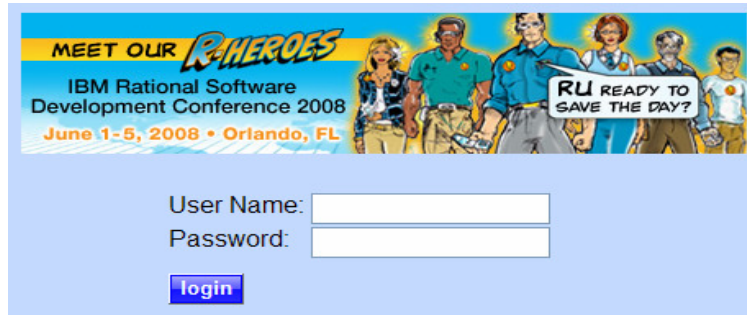 MEET OUR R-HEROES
IBM Rational Software
Development Conference 2008
June 1-5, 2008 • Orlando, FL
RU READY TO
SAVE THE DAY?
User Name:
Password:
login